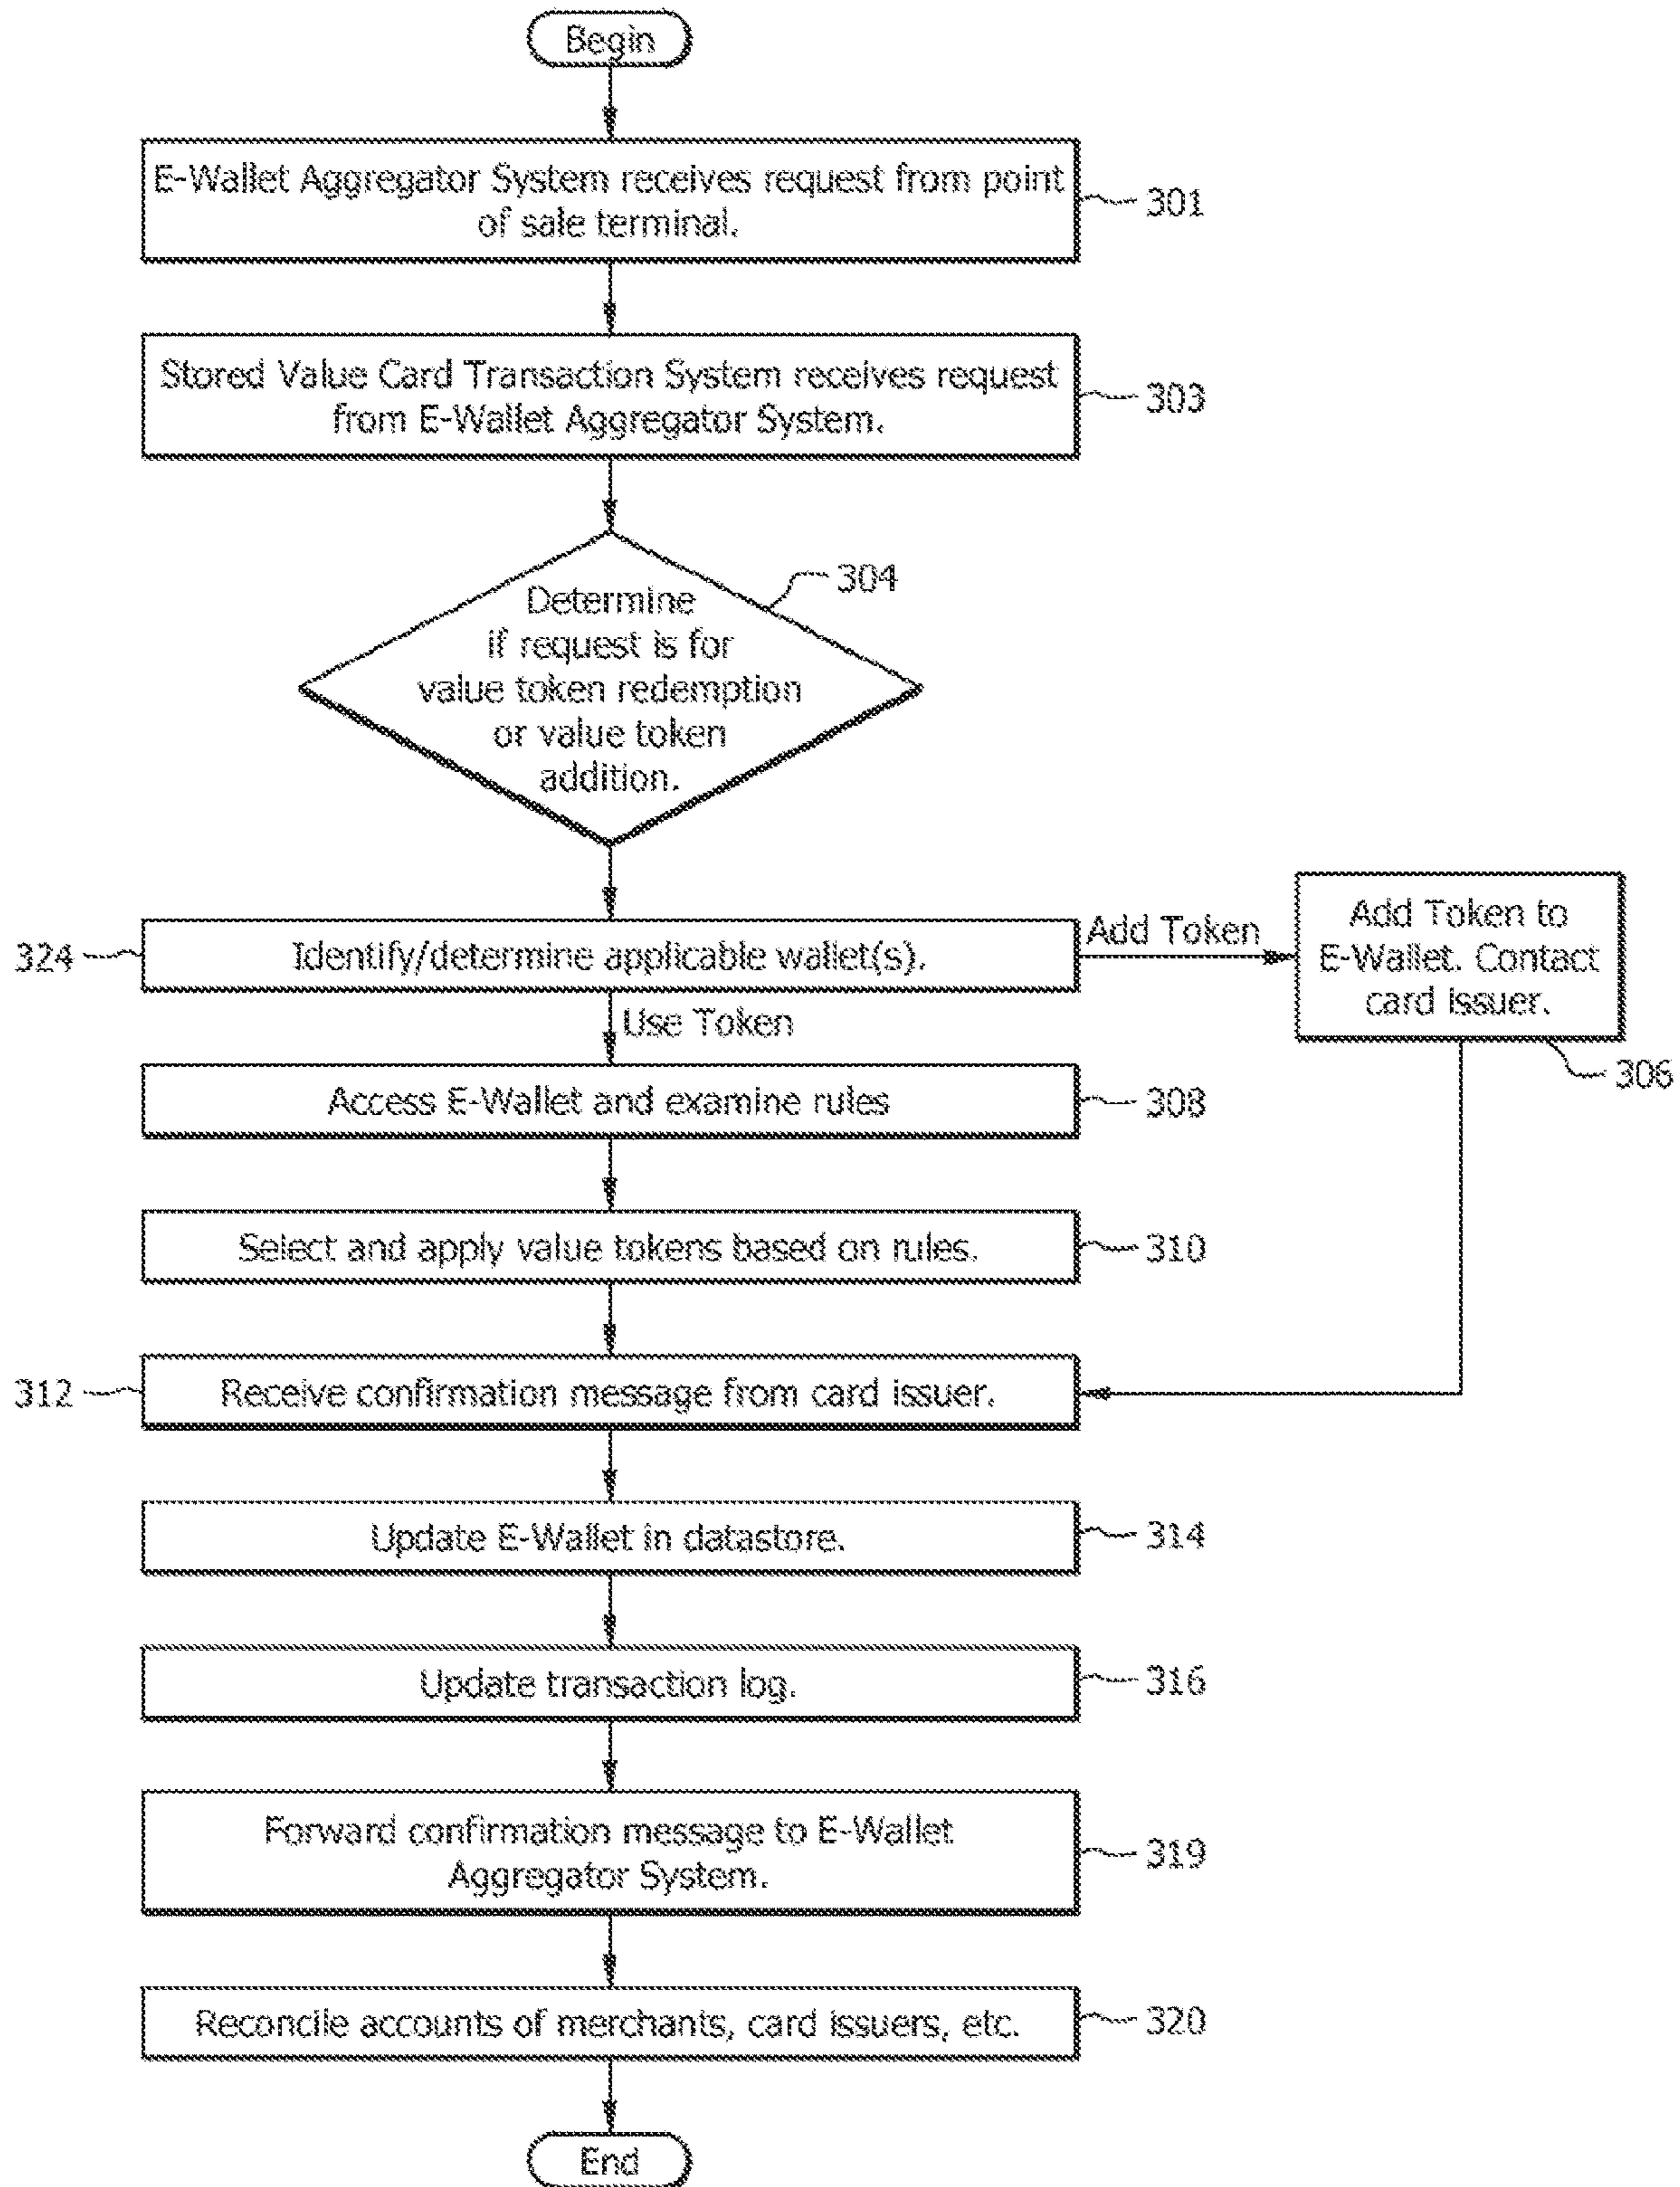 Begin
E-Wallet Aggregator System receives request from point
of sale terminal.
301
Stored Value Card Transaction System receives request
from E-Wallet Aggregator System.
303
304
Determine
if request is for
value token redemption
or value token
addition.
324
Identify/determine applicable wallet(s).
Add Token
Add Token to
E-Wallet. Contact
card issuer.
306
Use Token
Access E-Wallet and examine rules
308
Select and apply value tokens based on rules.
310
312
Receive confirmation message from card issuer.
Update E-Wallet in datastore.
314
Update transaction log.
316
Forward confirmation message to E-Wallet
Aggregator System.
319
Reconcile accounts of merchants, card issuers, etc.
320
End